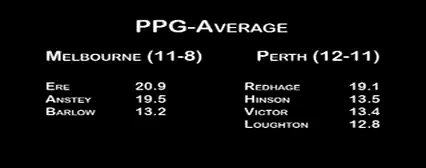 PPG-Average
Melbourne (11-8) Perth (12-11)
Ere 20.9 Redhage 19.1
Anstey 19.5 Hinson 13.5
Barlow 13.2 Victor 13.4
Loughton 12.8